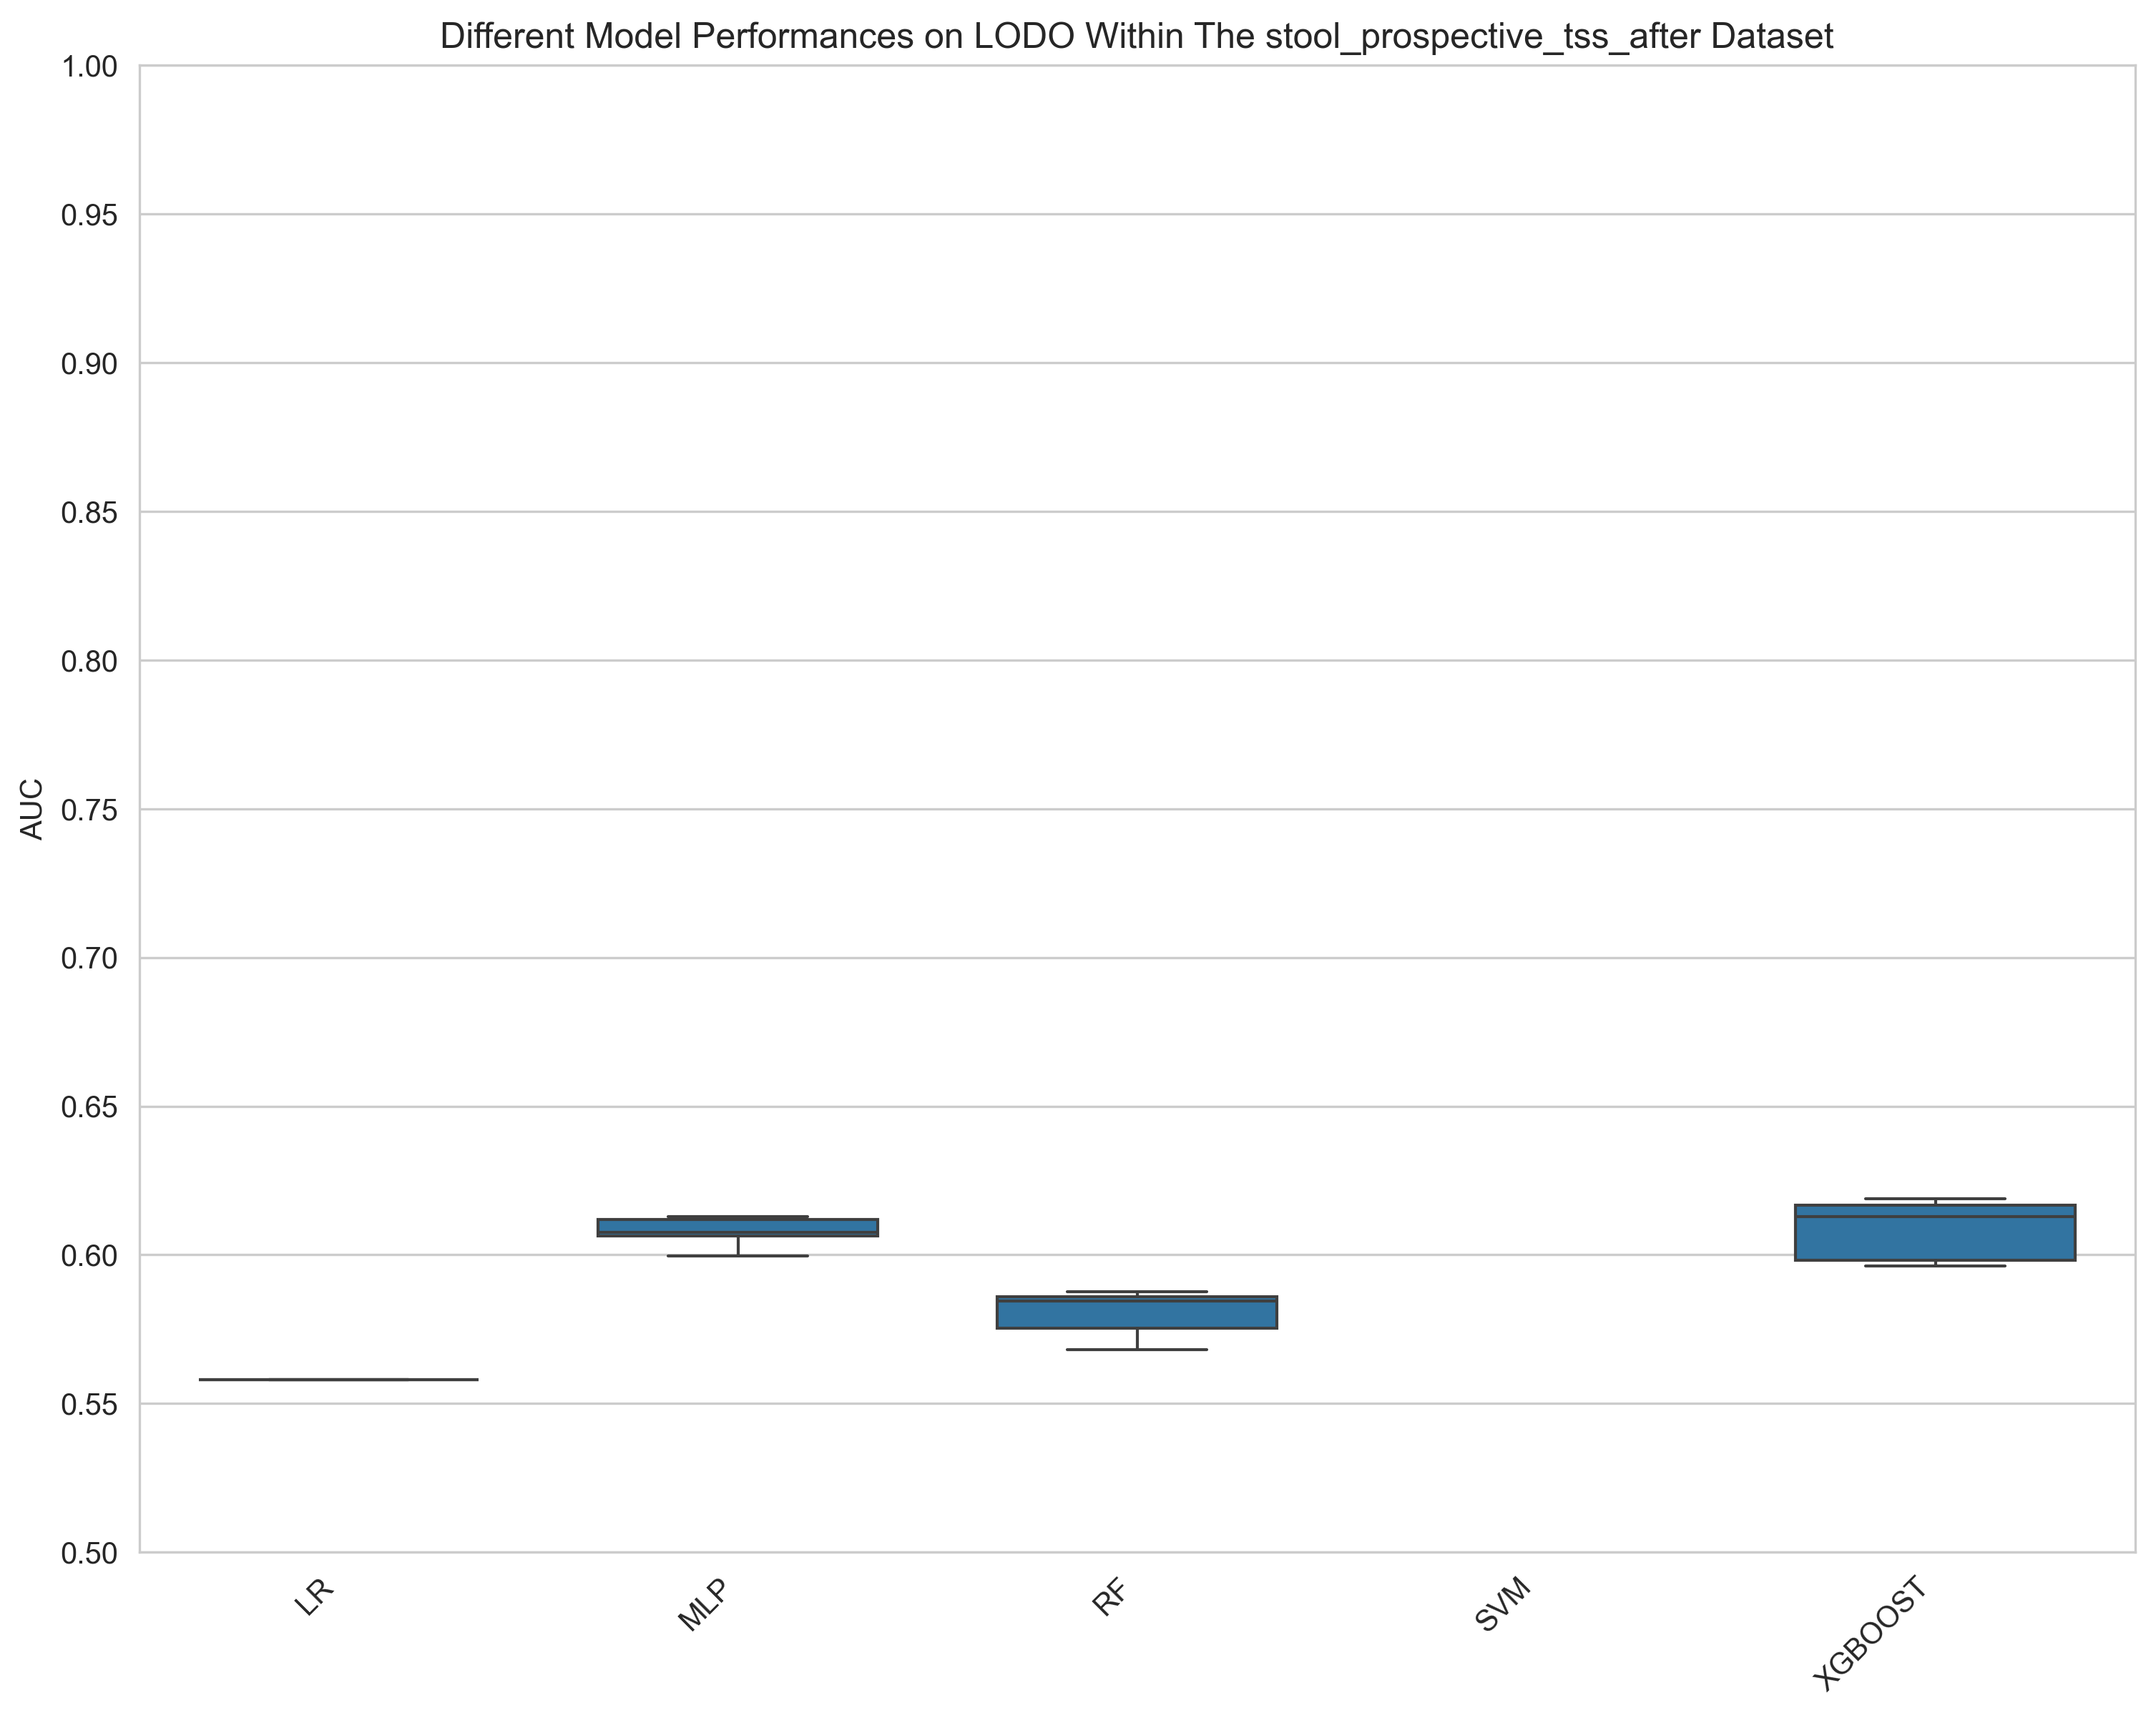 Different Model Performances on LODO Within The stool_prospective_tss_after Dataset
1.00
0.95
0.90
0.85
0.80
0.75
0.70
0.65
0.60
0.55
0.50
AUC
LR
MLP
RF
SVM
XGBOOST